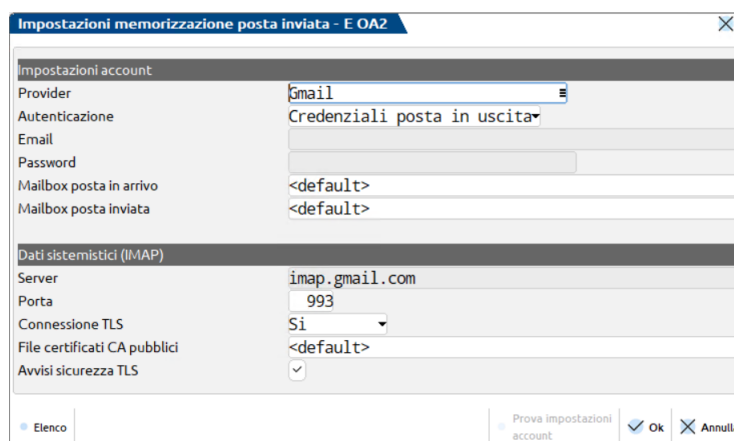 Impostazioni memorizzazione posta inviata - E OA2
Impostazioni account
Provider Gmail
Autenticazione Credenziali posta in uscita
Email
Password
Mailbox posta in arrivo <default>
Mailbox posta inviata <default>
Dati sistemistici (IMAP)
Server imap.gmail.com
Porta 993
Connessione TLS Si
File certificati CA pubblici <default>
Avvisi sicurezza TLS
Elenco
Prova impostazioni
account
Ok
Annulla